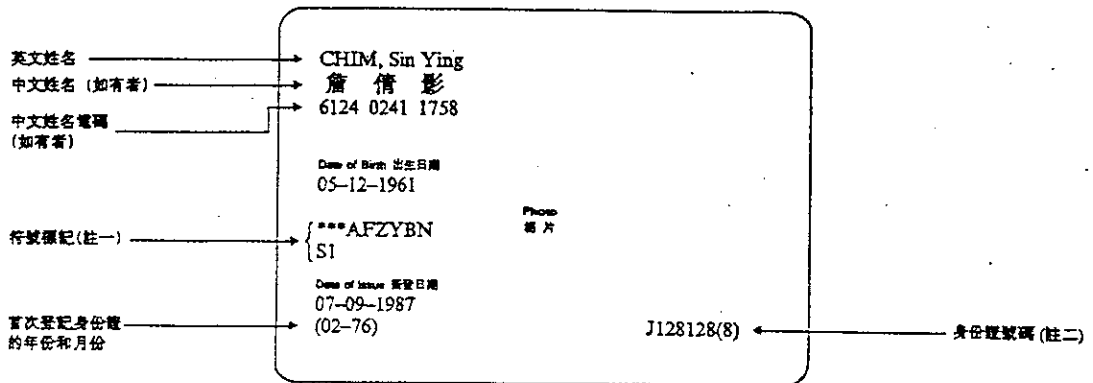 英文姓名
CHIM, Sin Ying
中文姓名 (如有者)
詹倩影
中文姓名電碼
(如有者)
6124 0241 1758
Date of Birth 出生日期
05–12–1961
Photo
相片
符號標記(註一)
***AFZYBN
S1
Date of Issue 簽發日期
07–09–1987
首次登記身份證
的年份和月份
(02–76)
J128128(8)
身份證號碼 (註二)